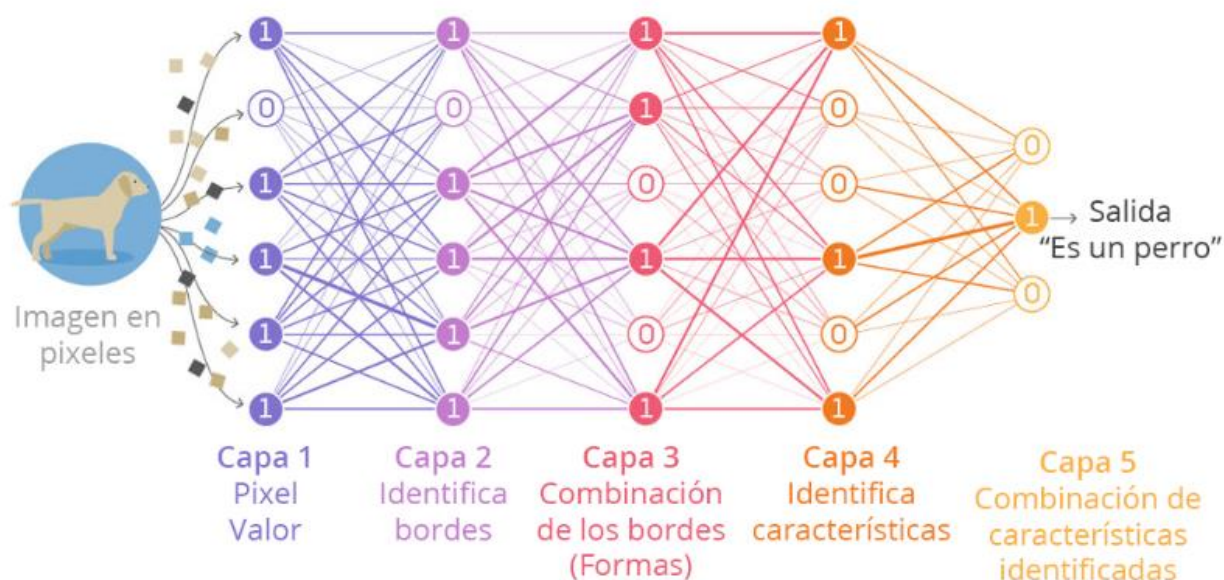 1 1 1 1
0 0 1 0
0
1 1 0 0
1 Salida
“Es un perro”
1 1 1 1
0
1 1 0 0
1 1 1 1
Imagen en
pixeles
Capa 1
Pixel
Valor
Capa 2
Identifica
bordes
Capa 3
Combinación
de los bordes
(Formas)
Capa 4
Identifica
características
Capa 5
Combinación de
características
identificadas